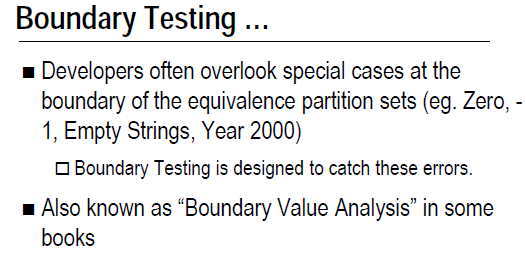 Boundary Testing ...
■ Developers often overlook special cases at the
boundary of the equivalence partition sets (eg. Zero, -
1, Empty Strings, Year 2000)
□ Boundary Testing is designed to catch these errors.
■ Also known as “Boundary Value Analysis” in some
books